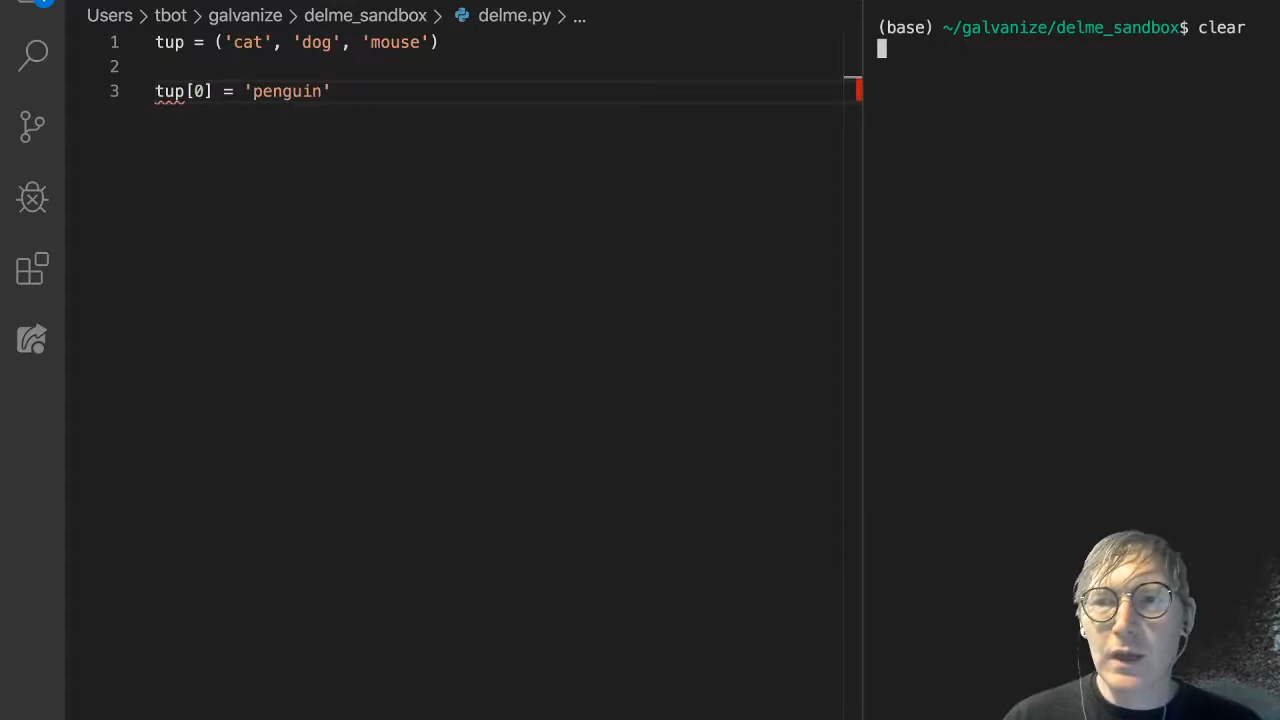 Users > tbot > galvanize > delme_sandbox > delme.py > ...
1 tup = ('cat', 'dog', 'mouse')
2
3 tup[0] = 'penguin'
(base) ~/galvanize/delme_sandbox$ clear